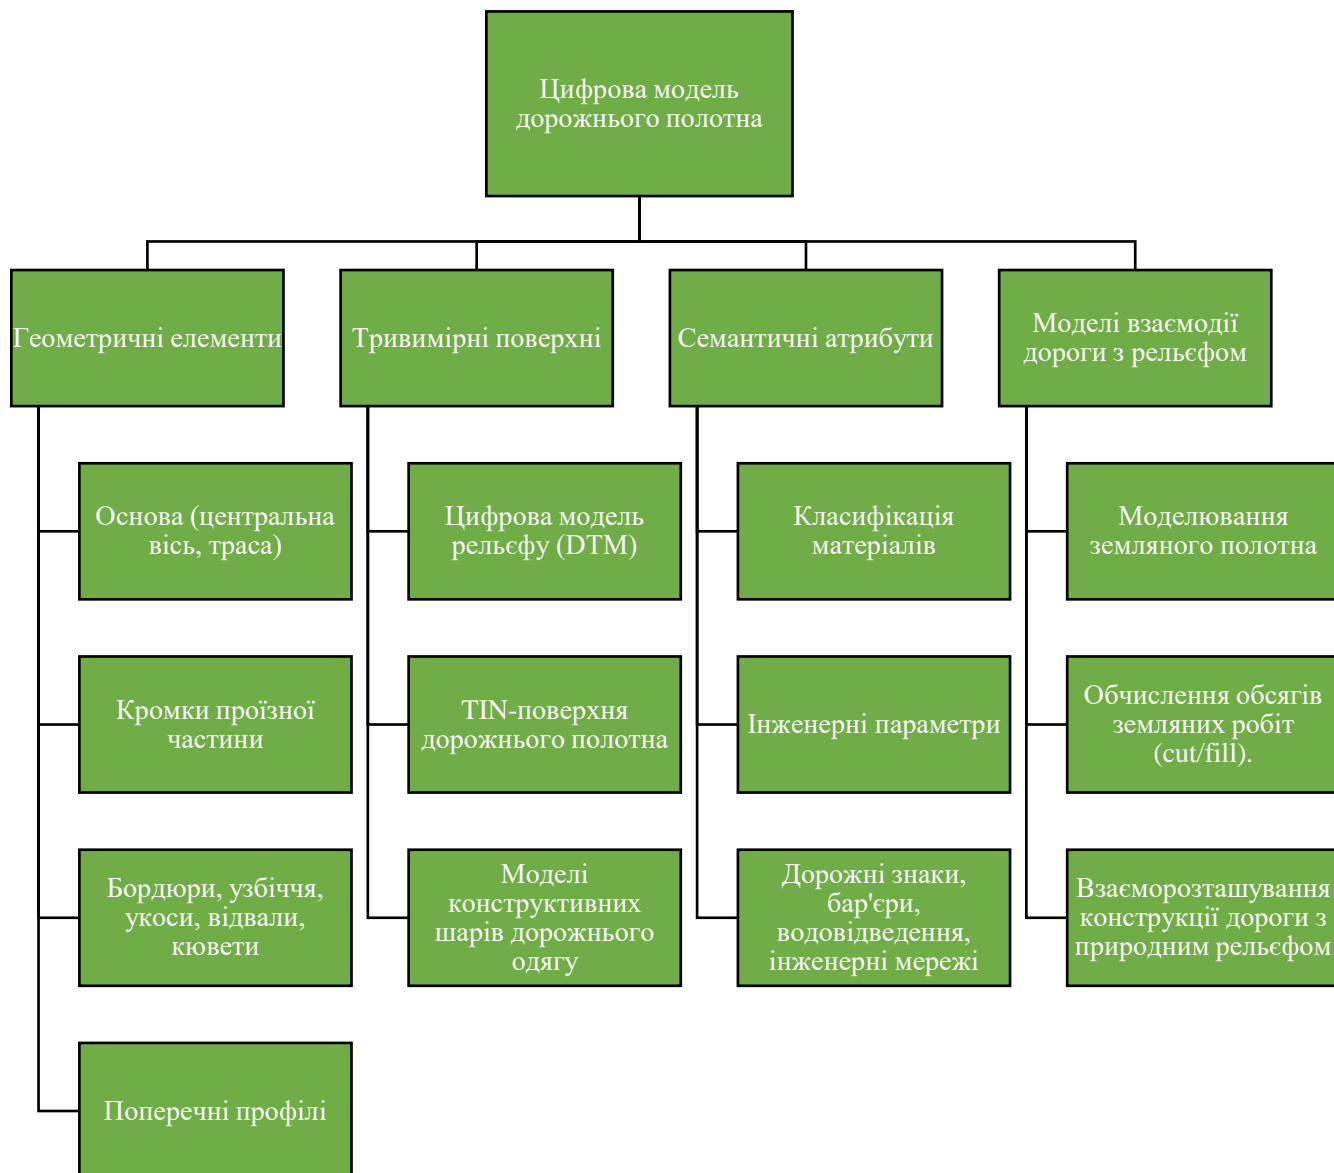 Цифрова модель
дорожнього полотна
Геометричні елементи
Тривимірні поверхні
Семантичні атрибути
Моделі взаємодії
дороги з рельєфом
Основа (центральна
вісь, траса)
Цифрова модель
рельєфу (DTM)
Класифікація
матеріалів
Моделювання
земляного полотна
Кромки проїзної
частини
TIN-поверхня
дорожнього полотна
Інженерні параметри
Обчислення обсягів
земляних робіт
(cut/fill).
Бордюри, узбіччя,
укоси, відвали,
кювети
Моделі
конструктивних
шарів дорожнього
одягу
Дорожні знаки,
бар'єри,
водовідведення,
інженерні мережі
Взаєморозташування
конструкції дороги з
природним рельєфом
Поперечні профілі